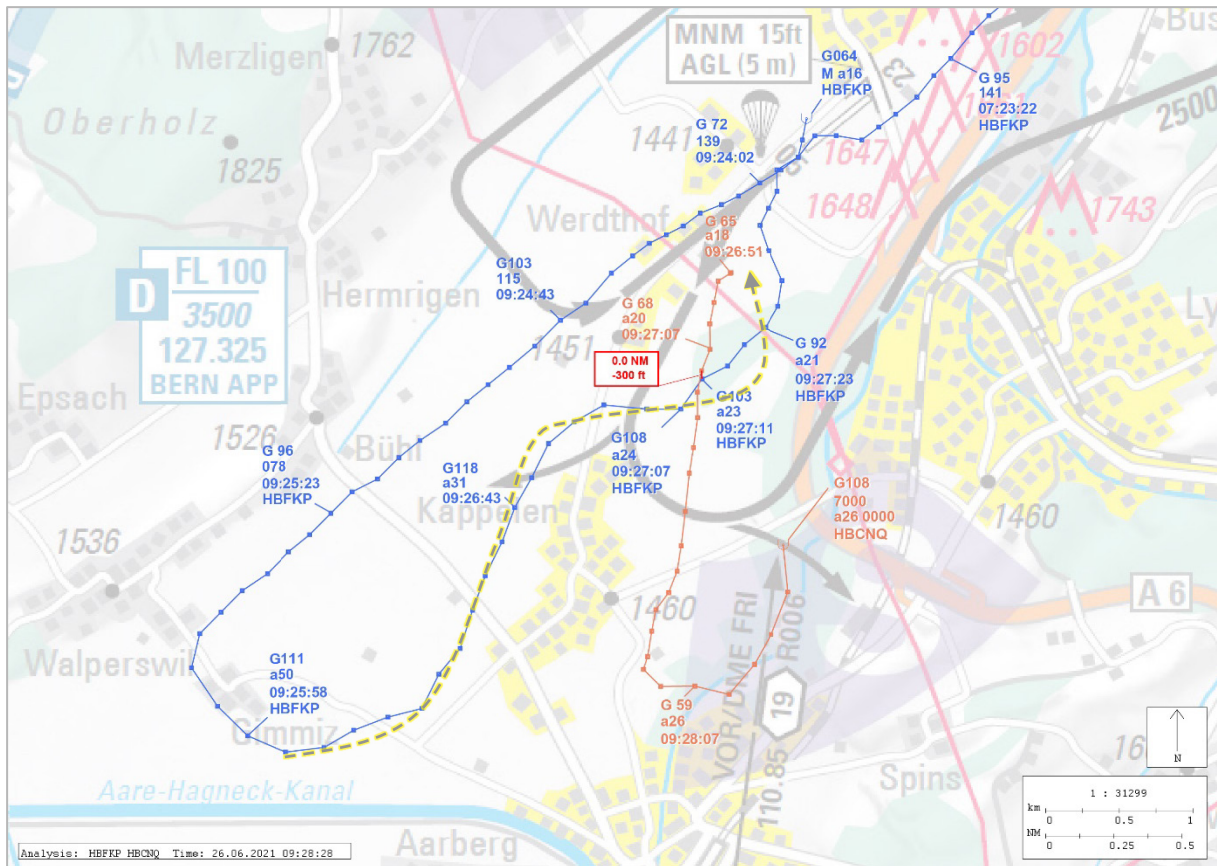 Merzligen
1762
MNM 15ft
AGL (5 m)
G064
M a16
HBFKP
23
1602
Bus
G 95
141
07:23:22
HBFKP
2500
Oberholz
1825
1441
G 72
139
09:24:02
05
1647
1648
1743
Werdthof
G 65
a18
09:26:51
D
FL 100
3500
127.325
BERN APP
Hermrigen
G103
115
09:24:43
G 68
a20
09:27:07
1451
0.0 NM
-300 ft
Ly
G 92
a21
09:27:23
HBFKP
Epsach
1526
Bühl
G103
a23
09:27:11
HBFKP
G108
a24
09:27:07
HBFKP
G 96
078
09:25:23
HBFKP
G118
a31
09:26:43
Kappelen
G108
7000
a26 0000
HBCNQ
1460
1536
1460
A 6
Walperswil
G111
a50
09:25:58
HBFKP
Gimmiz
G 59
a26
09:28:07
VOR/DME FRI
110.85
R006
19
N
Spins
Aare-Hagneck-Kanal
Aarberg
1 : 31299
km
0 0.5 1
NM
0 0.25 0.5
Analysis: HBFKP HBCNQ Time: 26.06.2021 09:28:28